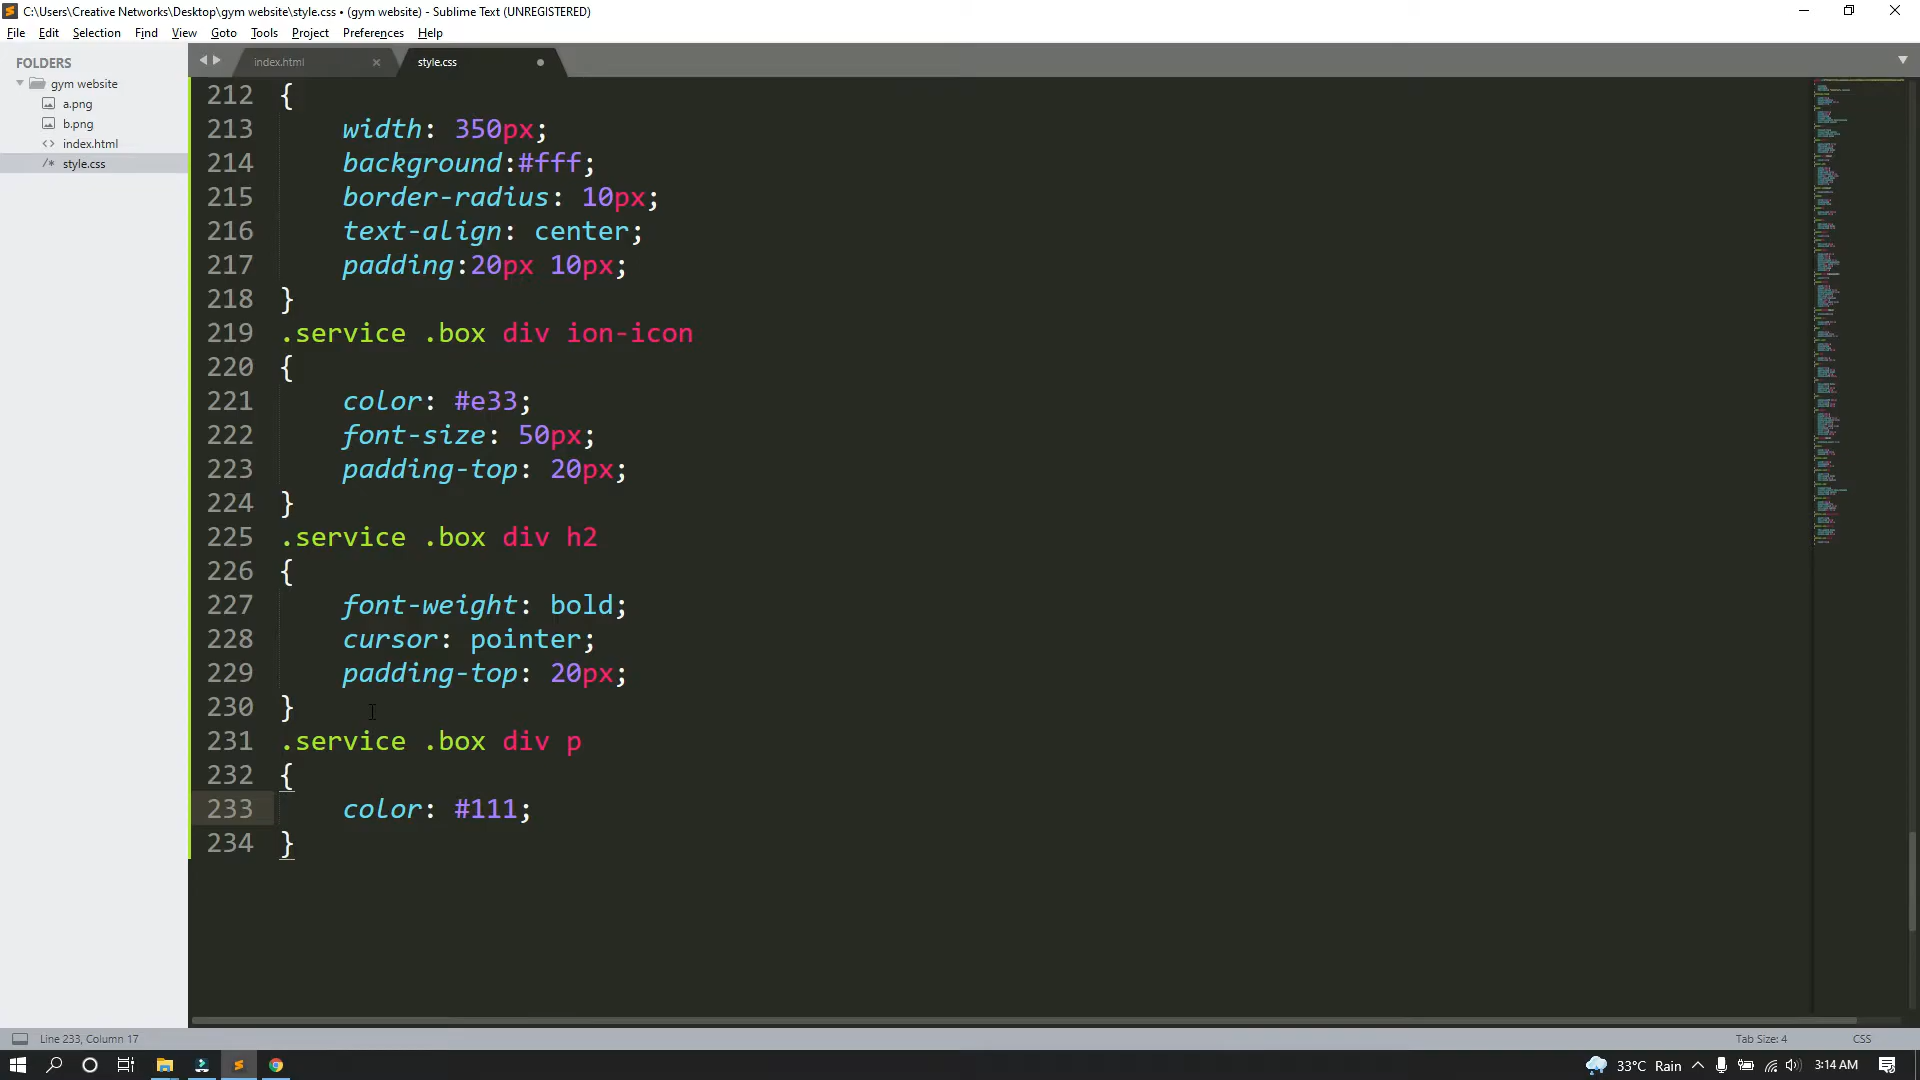 C:\Users\Creative Networks\Desktop\gym website\style.css • (gym website) - Sublime Text (UNREGISTERED)
File Edit Selection Find View Goto Tools Project Preferences Help
FOLDERS
gym website
a.png
b.png
index.html
/* style.css
index.html
style.css
212 {
213 width: 350px;
214 background:#fff;
215 border-radius: 10px;
216 text-align: center;
217 padding:20px 10px;
218 }
219 .service .box div ion-icon
220 {
221 color: #e33;
222 font-size: 50px;
223 padding-top: 20px;
224 }
225 .service .box div h2
226 {
227 font-weight: bold;
228 cursor: pointer;
229 padding-top: 20px;
230 }
231 .service .box div p
232 {
233 color: #111;
234 }
Line 233, Column 17
Tab Size: 4
CSS
33°C Rain
3:14 AM